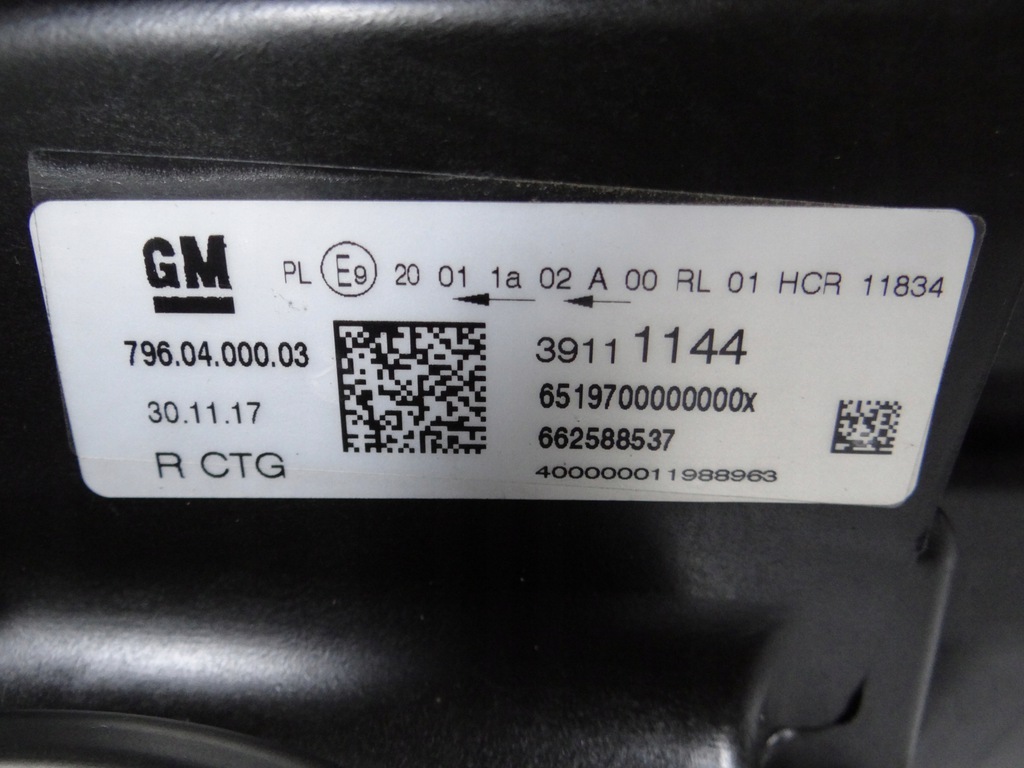 GM
PL E9 20 01 1a 02 A 00 RL 01 HCR 11834
796.04.000.03
39111144
6519700000000x
30.11.17
662588537
R CTG
400000011988963